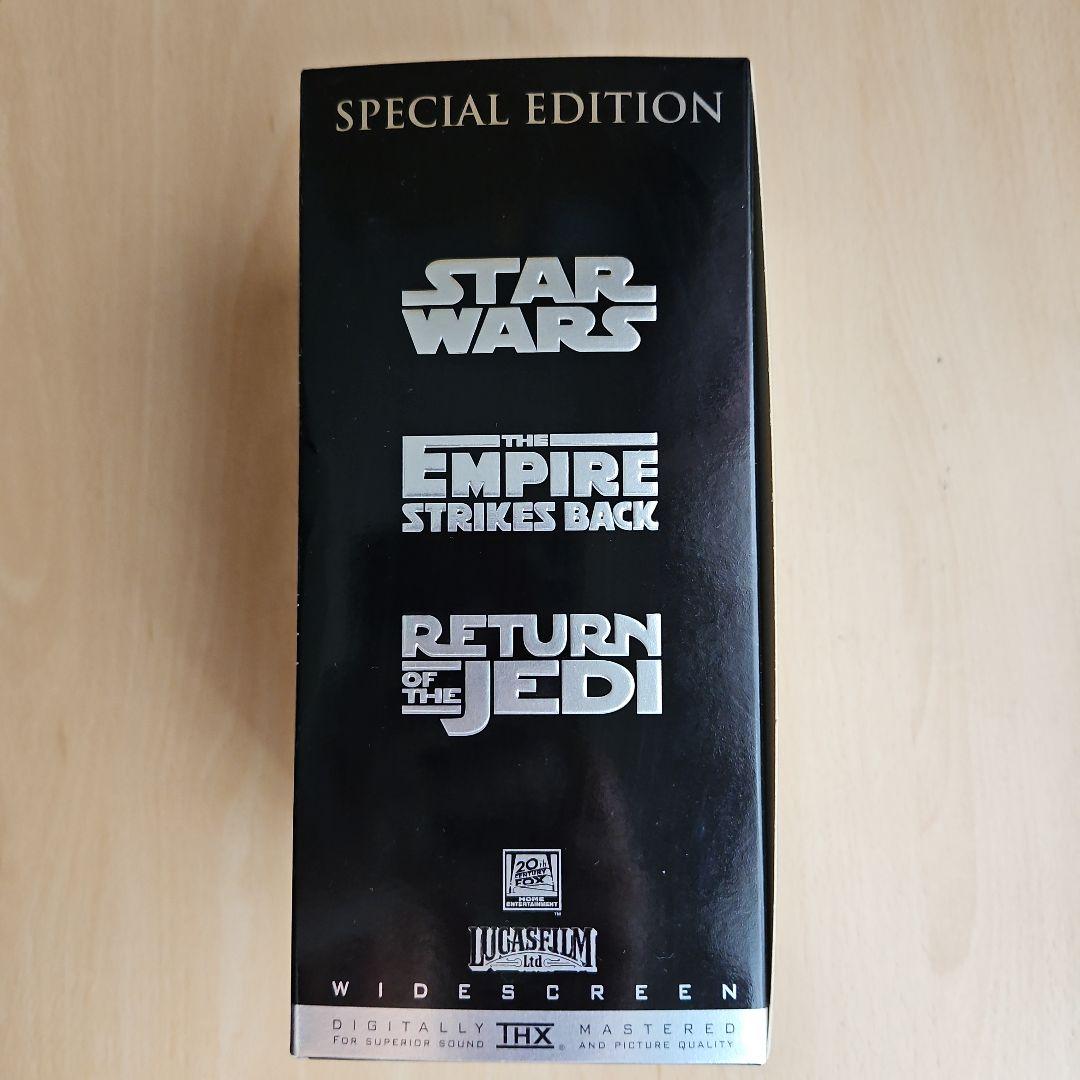 SPECIAL EDITION
STAR
WARS
THE
EMPIRE
STRIKES BACK
RETURN
OF THE JEDI
20th
CENTURY
FOX
HOME
ENTERTAINMENT
TM
LUCASFILM
Ltd
WIDESCREEN
DIGITALLY THX MASTERED
FOR SUPERIOR SOUND ® AND PICTURE QUALITY